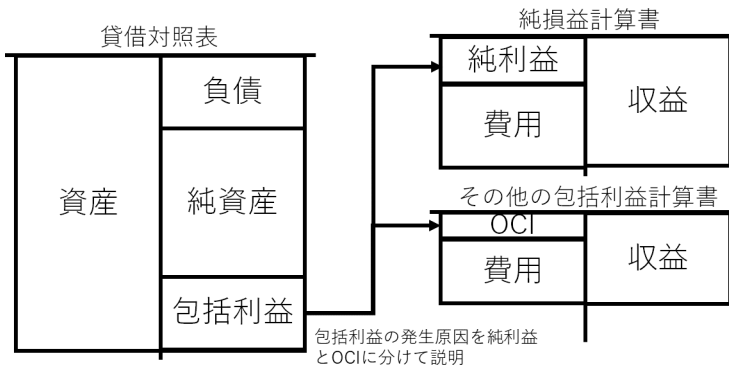 貸借対照表
資産
負債
純資産
包括利益
純損益計算書
純利益
費用
収益
その他の包括利益計算書
OCI
費用
収益
包括利益の発生原因を純利益
とOCIに分けて説明